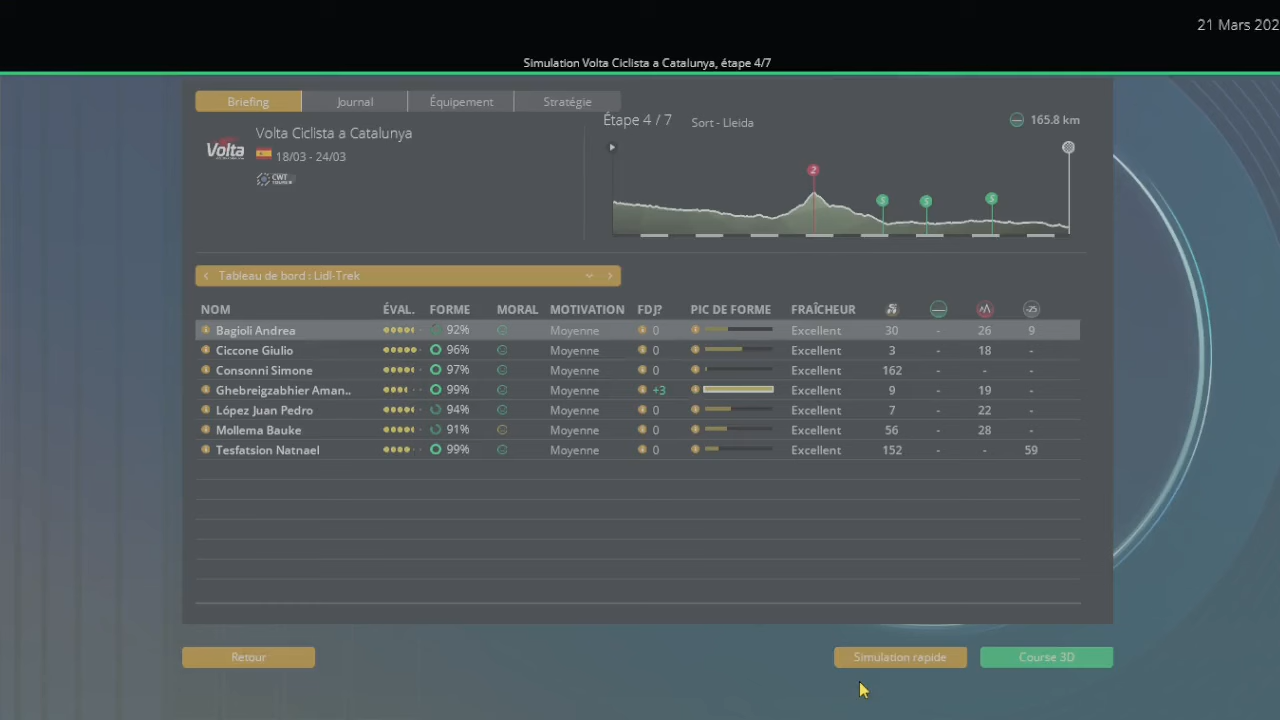 21 Mars 202
Simulation Volta Ciclista a Catalunya, étape 4/7
Briefing Journal Équipement Stratégie
Étape 4 / 7 Sort - Lleida 165.8 km
Volta Volta Ciclista a Catalunya
18/03 - 24/03
CWT
2
S S S
Tableau de bord : Lidl-Trek
NOM ÉVAL. FORME MORAL MOTIVATION FDJ? PIC DE FORME FRAÎCHEUR 25
Bagioli Andrea 92% Moyenne 0 Excellent 30 - 26 9
Ciccone Giulio 96% Moyenne 0 Excellent 3 - 18 -
Consonni Simone 97% Moyenne 0 Excellent 162 - - -
Ghebreigzabhier Aman.. 99% Moyenne +3 Excellent 9 - 19 -
López Juan Pedro 94% Moyenne 0 Excellent 7 - 22 -
Mollema Bauke 91% Moyenne 0 Excellent 56 - 28 -
Tesfatsion Natnael 99% Moyenne 0 Excellent 152 - - 59
Retour Simulation rapide Course 3D